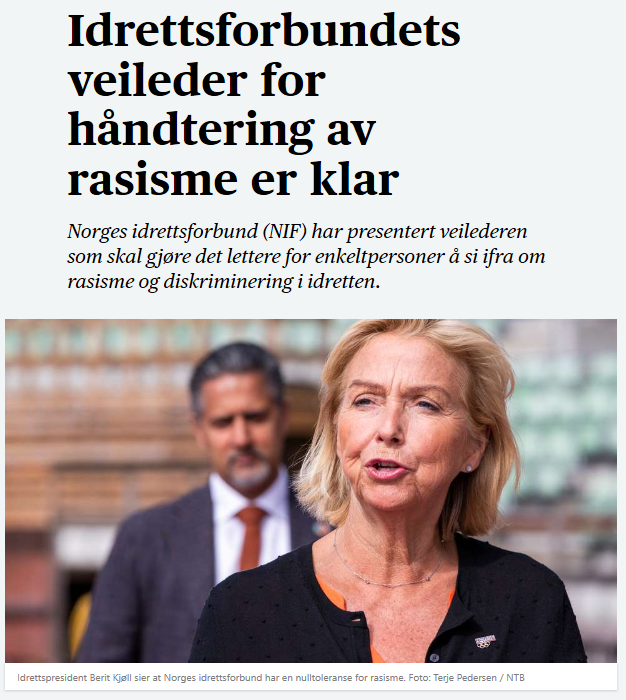 Idrettsforbundets
veileder for
håndtering av
rasisme er klar
Norges idrettsforbund (NIF) har presentert veilederen
som skal gjøre det lettere for enkeltpersoner å si ifra om
rasisme og diskriminering i idretten.
Idrettspresident Berit Kjøll sier at Norges idrettsforbund har en nulltoleranse for rasisme. Foto: Terje Pedersen / NTB